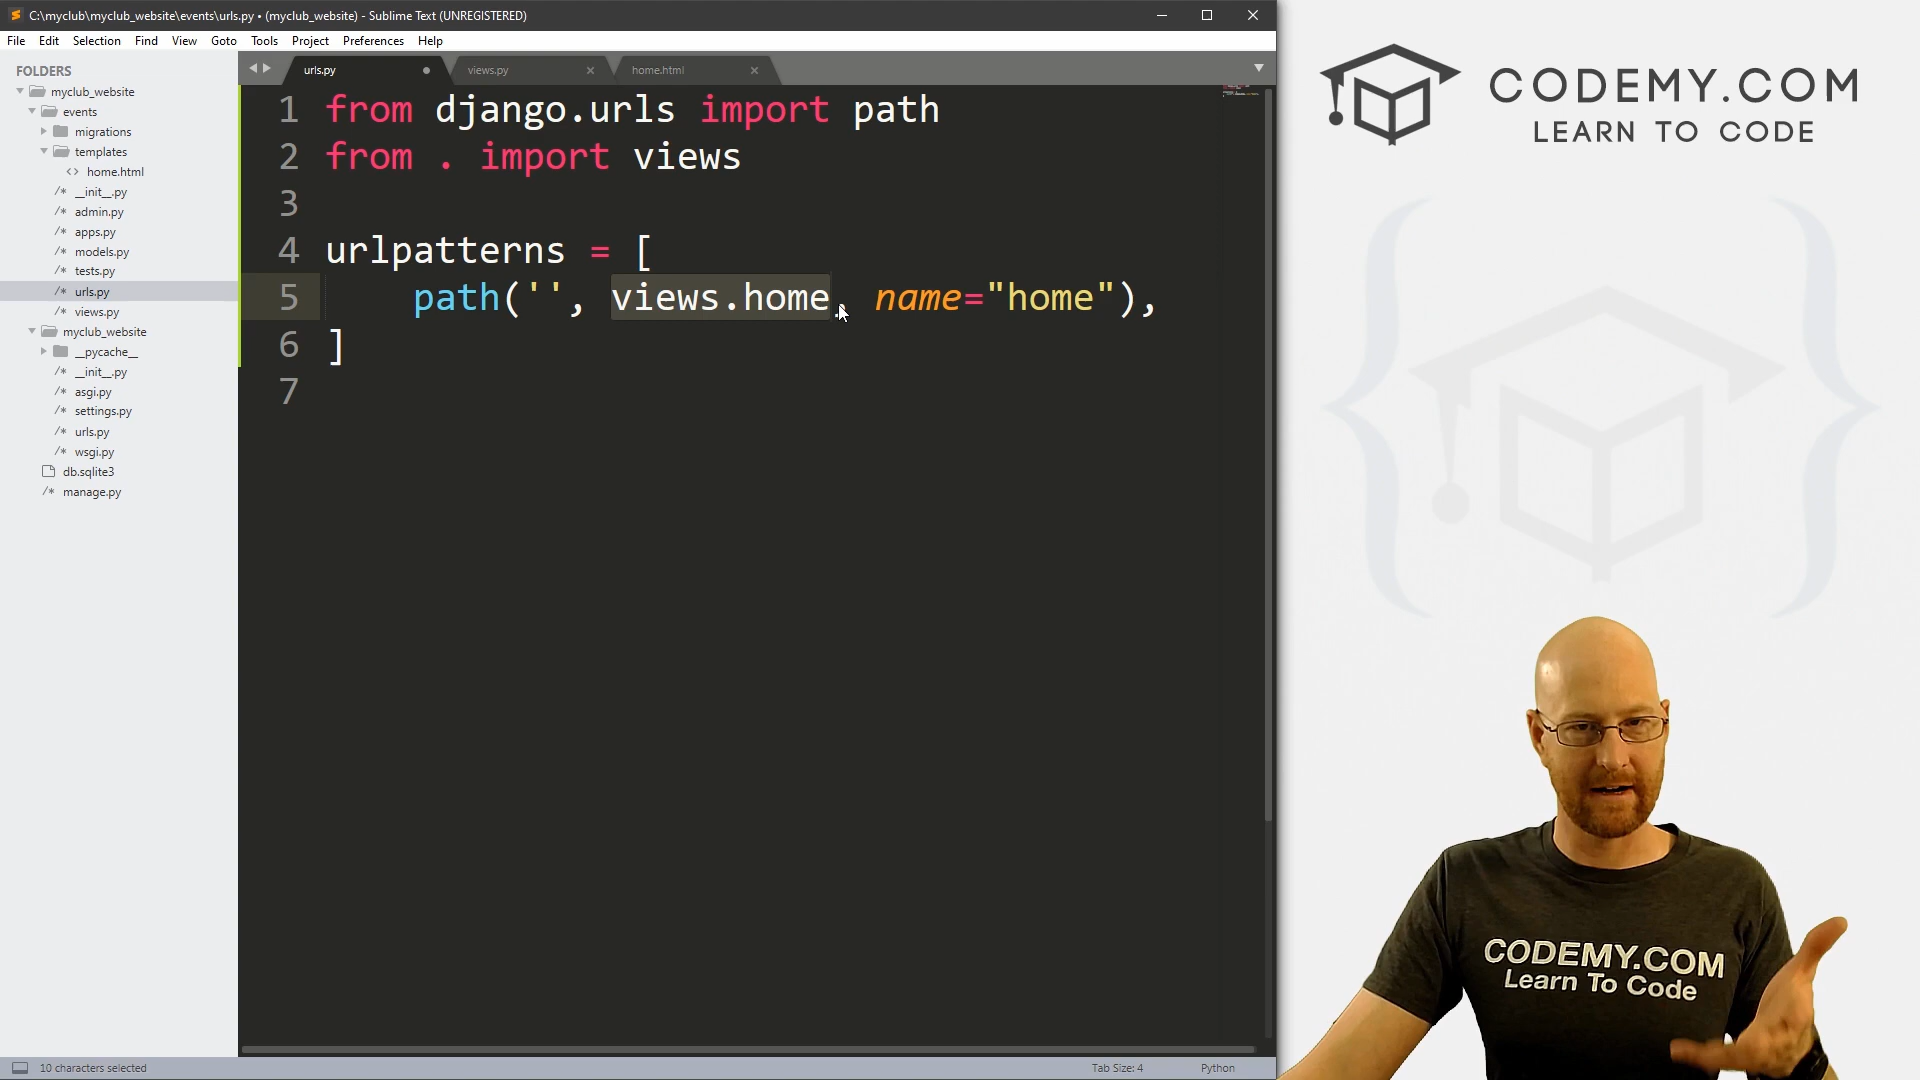 C:\myclub\myclub_website\events\urls.py • (myclub_website) - Sublime Text (UNREGISTERED)
File Edit Selection Find View Goto Tools Project Preferences Help
FOLDERS
myclub_website
events
migrations
templates
<> home.html
/* __init__.py
/* admin.py
/* apps.py
/* models.py
/* tests.py
/* urls.py
/* views.py
myclub_website
__pycache__
/* __init__.py
/* asgi.py
/* settings.py
/* urls.py
/* wsgi.py
db.sqlite3
/* manage.py
urls.py views.py home.html
1 from django.urls import path
2 from . import views
3
4 urlpatterns = [
5 path('', views.home, name="home"),
6 ]
7
10 characters selected Tab Size: 4 Python
CODEMY.COM
LEARN TO CODE
CODEMY.COM
Learn To Code